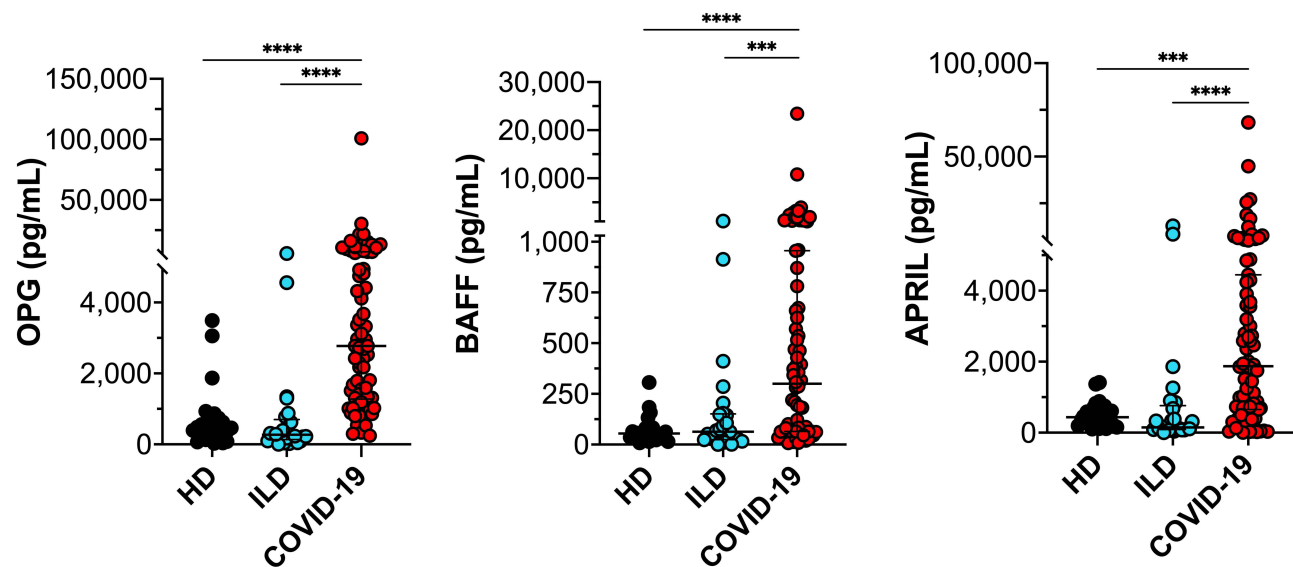 OPG (pg/mL)
150,000
100,000
50,000
4,000
2,000
0
****
****
HD
ILD
COVID-19
BAFF (pg/mL)
30,000
20,000
10,000
1,000
750
500
250
0
****
***
HD
ILD
COVID-19
APRIL (pg/mL)
100,000
50,000
4,000
2,000
0
***
****
HD
ILD
COVID-19